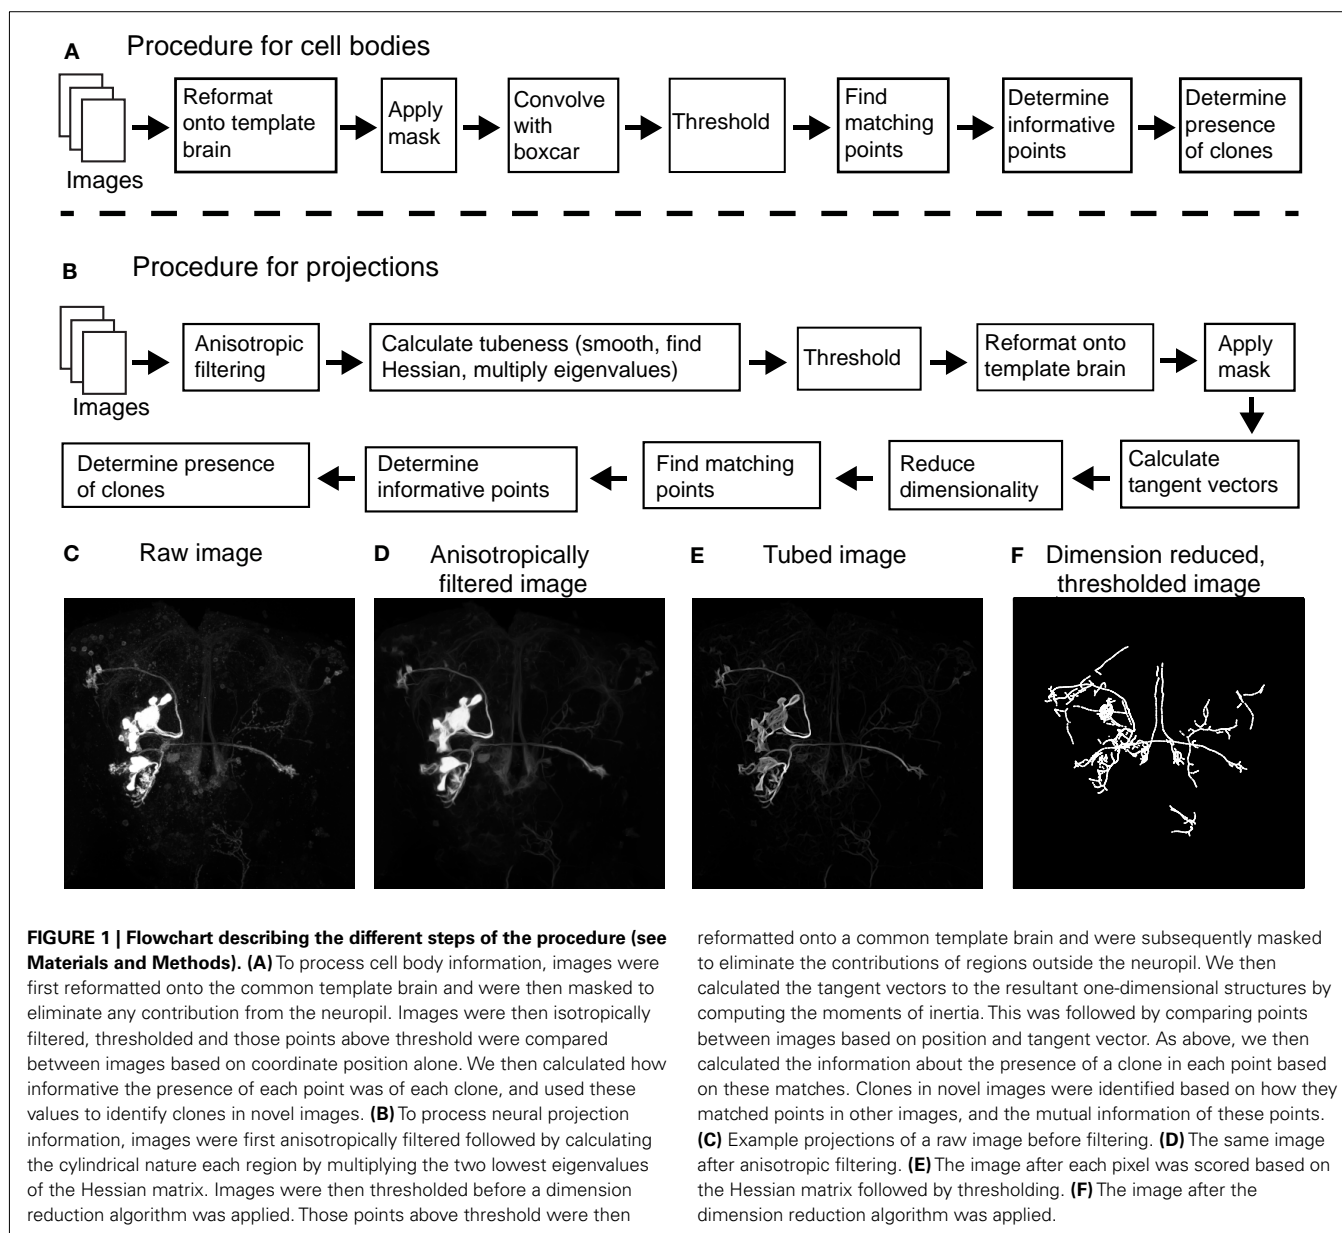 A Procedure for cell bodies
Images
Reformat
onto template
brain
Apply
mask
Convolve
with
boxcar
Threshold
Find
matching
points
Determine
informative
points
Determine
presence
of clones
B Procedure for projections
Images
Anisotropic
filtering
Calculate tubeness (smooth, find
Hessian, multiply eigenvalues)
Threshold
Reformat onto
template brain
Apply
mask
Calculate
tangent vectors
Reduce
dimensionality
Find matching
points
Determine
informative points
Determine presence
of clones
C Raw image
D Anisotropically
filtered image
E Tubed image
F Dimension reduced,
thresholded image
FIGURE 1 | Flowchart describing the different steps of the procedure (see
Materials and Methods). (A) To process cell body information, images were
first reformatted onto the common template brain and were then masked to
eliminate any contribution from the neuropil. Images were then isotropically
filtered, thresholded and those points above threshold were compared
between images based on coordinate position alone. We then calculated how
informative the presence of each point was of each clone, and used these
values to identify clones in novel images. (B) To process neural projection
information, images were first anisotropically filtered followed by calculating
the cylindrical nature each region by multiplying the two lowest eigenvalues
of the Hessian matrix. Images were then thresholded before a dimension
reduction algorithm was applied. Those points above threshold were then
reformatted onto a common template brain and were subsequently masked
to eliminate the contributions of regions outside the neuropil. We then
calculated the tangent vectors to the resultant one-dimensional structures by
computing the moments of inertia. This was followed by comparing points
between images based on position and tangent vector. As above, we then
calculated the information about the presence of a clone in each point based
on these matches. Clones in novel images were identified based on how they
matched points in other images, and the mutual information of these points.
(C) Example projections of a raw image before filtering. (D) The same image
after anisotropic filtering. (E) The image after each pixel was scored based on
the Hessian matrix followed by thresholding. (F) The image after the
dimension reduction algorithm was applied.